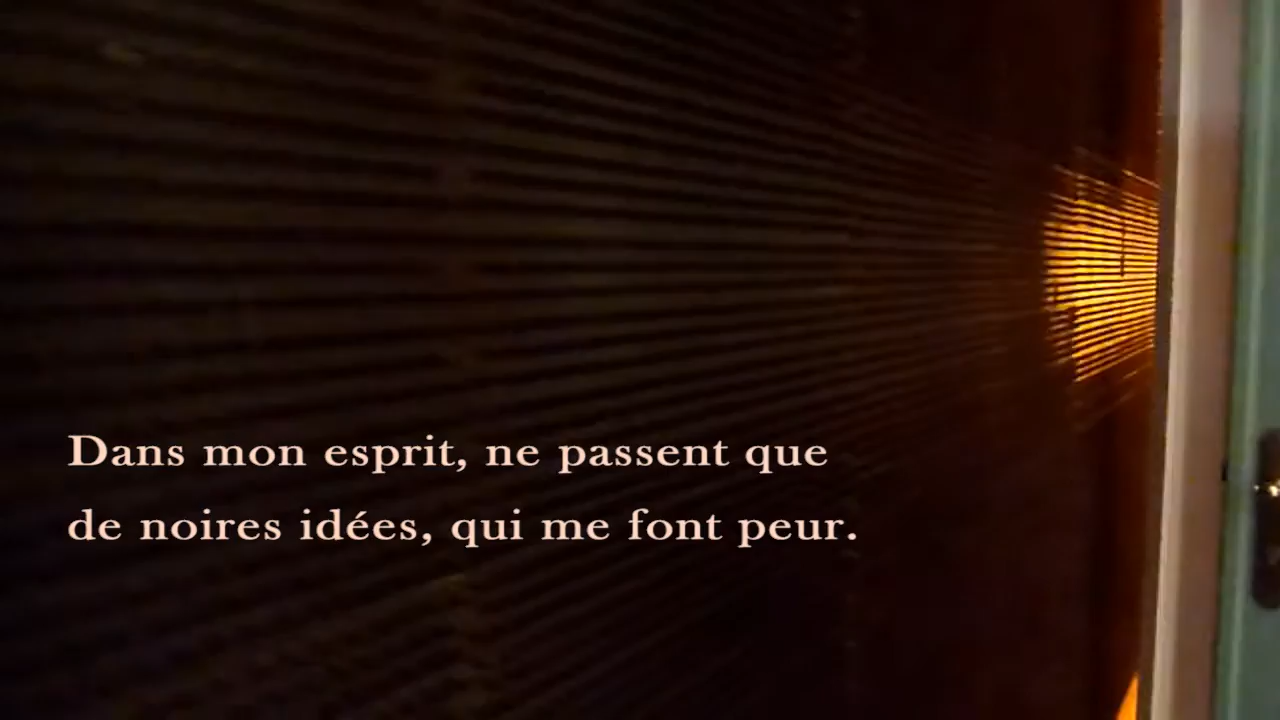 Dans mon esprit, ne passent que
de noires idées, qui me font peur.